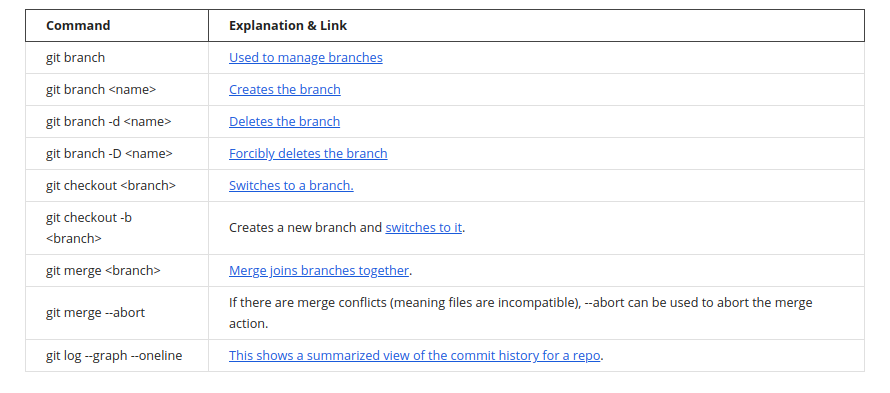 Command Explanation & Link
git branch Used to manage branches
git branch <name> Creates the branch
git branch -d <name> Deletes the branch
git branch -D <name> Forcibly deletes the branch
git checkout <branch> Switches to a branch.
git checkout -b
<branch>
Creates a new branch and switches to it.
git merge <branch> Merge joins branches together.
git merge --abort
If there are merge conflicts (meaning files are incompatible), --abort can be used to abort the merge
action.
git log --graph --oneline This shows a summarized view of the commit history for a repo.